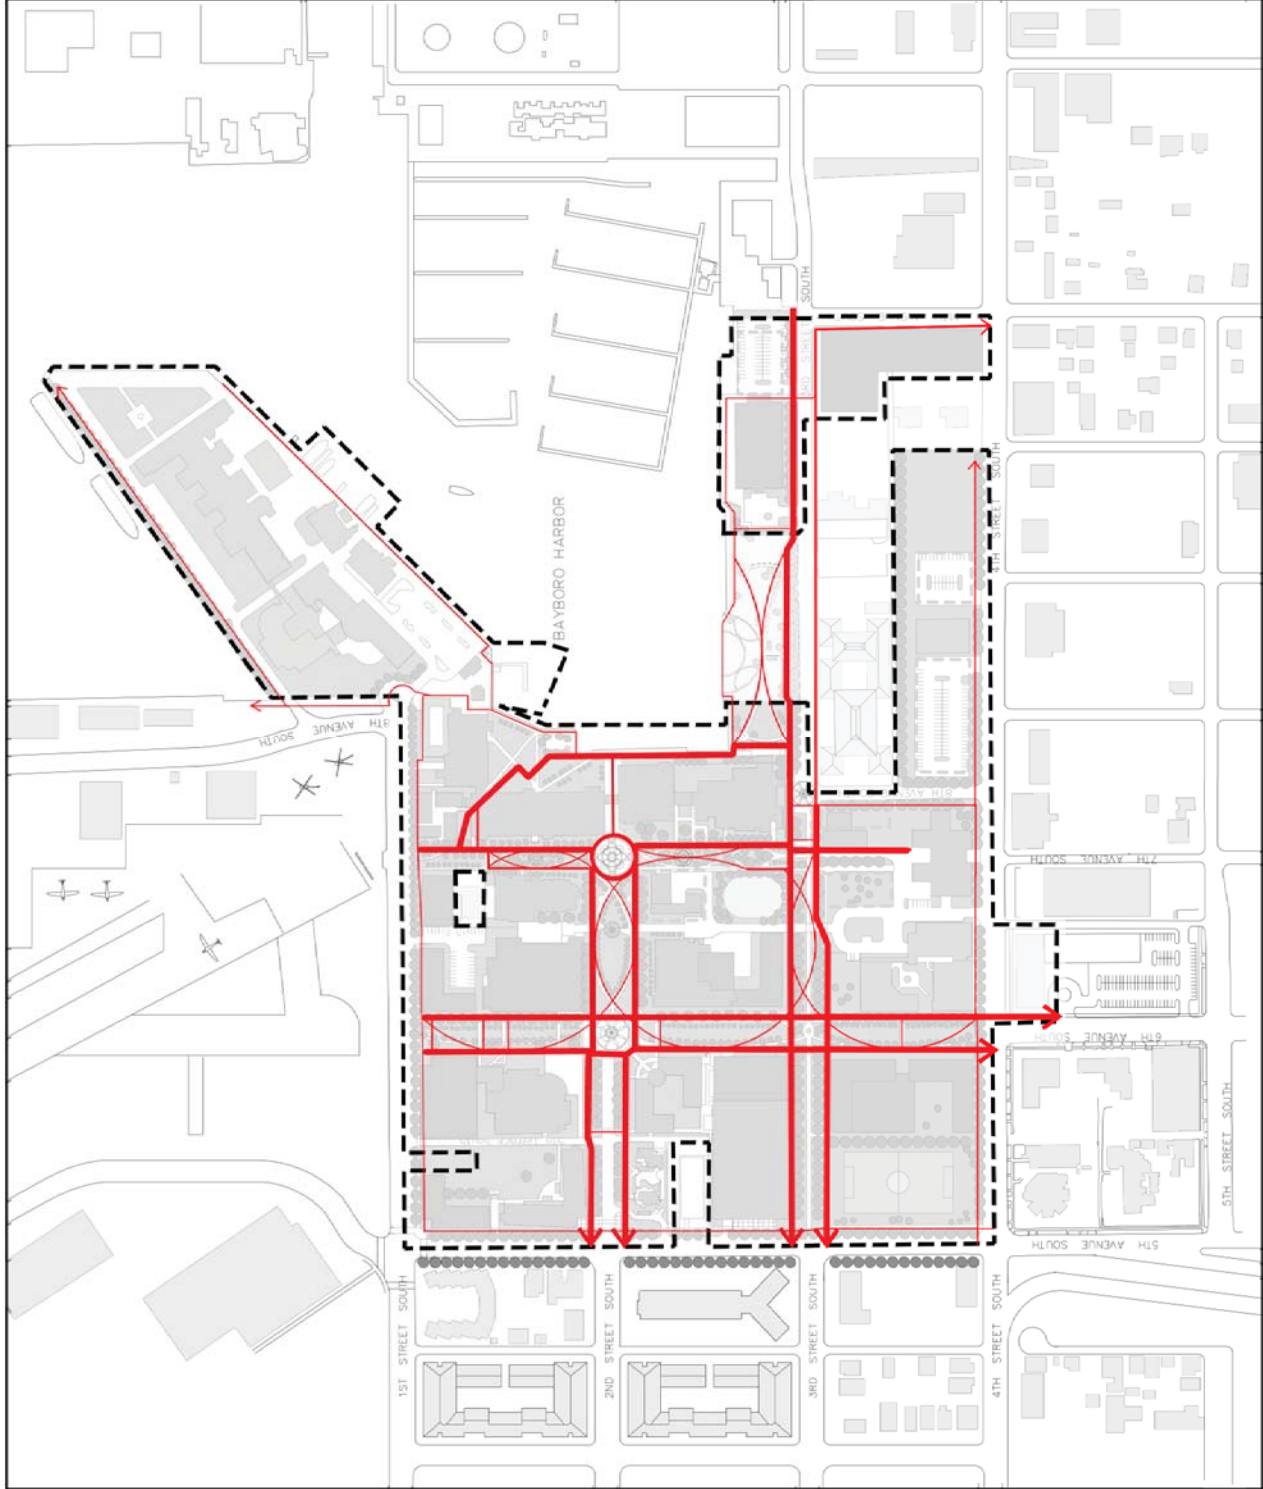 SOUTH
3RD STREET
4TH STREET SOUTH
BAYBORO HARBOR
8TH AVENUE SOUTH
8TH AVE
7TH AVENUE SOUTH
6TH AVENUE SOUTH
5TH STREET SOUTH
5TH AVENUE SOUTH
1ST STREET SOUTH
2ND STREET SOUTH
3RD STREET SOUTH
4TH STREET SOUTH